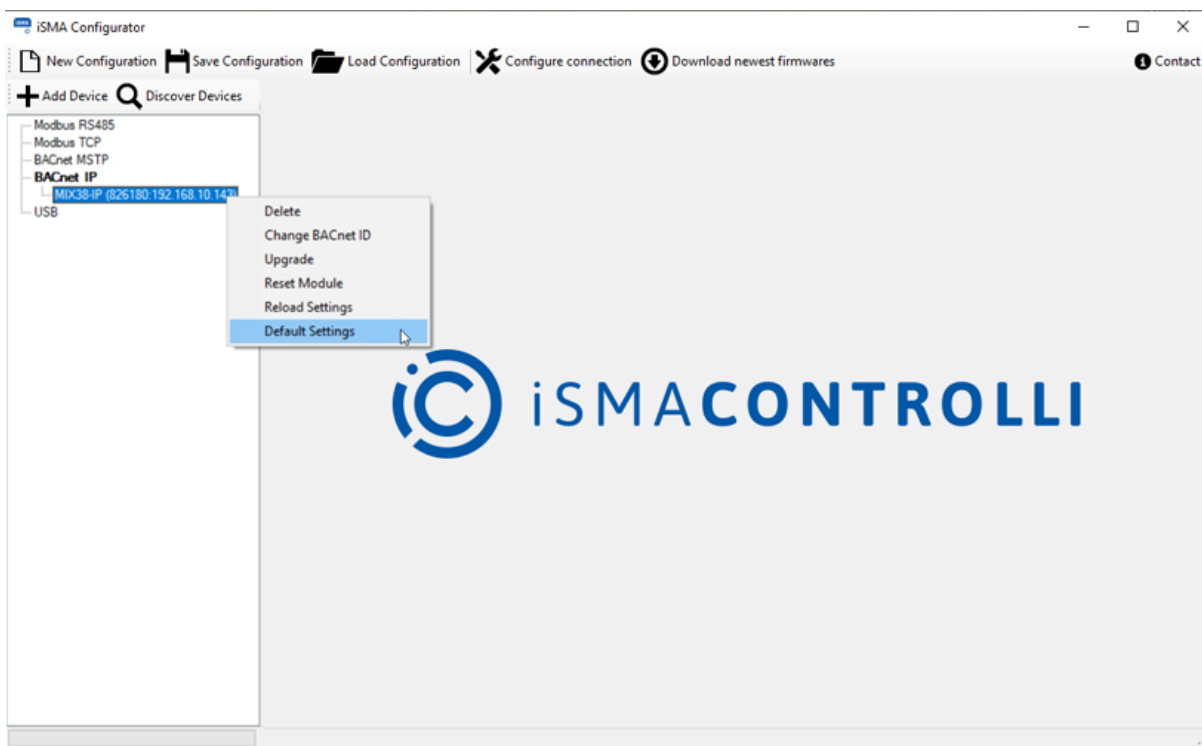 iSMA iSMA Configurator
New Configuration Save Configuration Load Configuration Configure connection Download newest firmwares Contact
Add Device Discover Devices
Modbus RS485
Modbus TCP
BACnet MSTP
BACnet IP
MIX38-IP (826180:192.168.10.143)
USB
Delete
Change BACnet ID
Upgrade
Reset Module
Reload Settings
Default Settings
iSMACONTROLLI